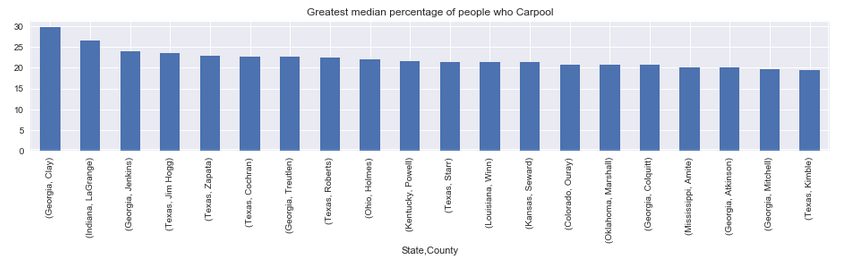 Greatest median percentage of people who Carpool
30
25
20
15
10
5
0
(Georgia, Clay)
(Indiana, LaGrange)
(Georgia, Jenkins)
(Texas, Jim Hogg)
(Texas, Zapata)
(Texas, Cochran)
(Georgia, Treutlen)
(Texas, Roberts)
(Ohio, Holmes)
(Kentucky, Powell)
(Texas, Starr)
(Louisiana, Winn)
(Kansas, Seward)
(Colorado, Ouray)
(Oklahoma, Marshall)
(Georgia, Colquitt)
(Mississippi, Amite)
(Georgia, Atkinson)
(Georgia, Mitchell)
(Texas, Kimble)
State,County